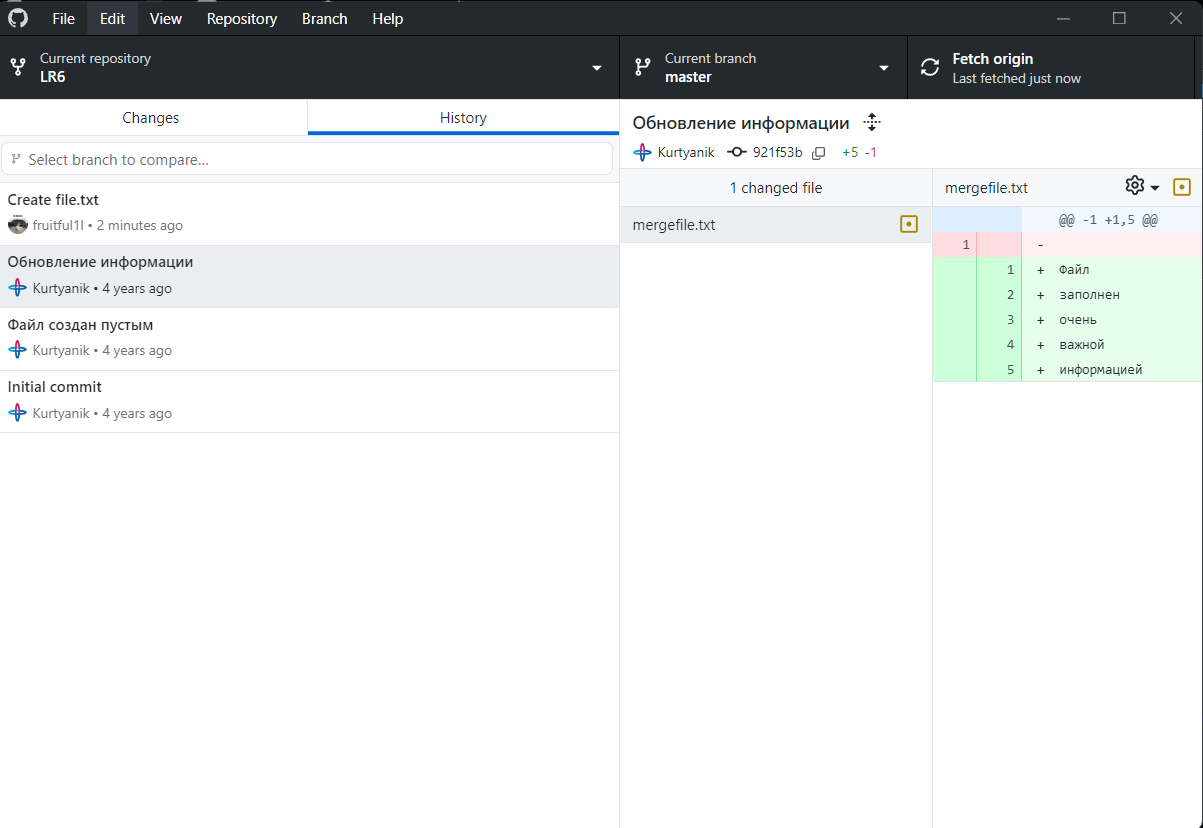 File Edit View Repository Branch Help
Current repository
LR6
Current branch
master
Fetch origin
Last fetched just now
Changes
History
Select branch to compare...
Create file.txt
fruitful1l • 2 minutes ago
Обновление информации
Kurtyanik • 4 years ago
Файл создан пустым
Kurtyanik • 4 years ago
Initial commit
Kurtyanik • 4 years ago
Обновление информации
Kurtyanik 921f53b +5 -1
1 changed file
mergefile.txt
mergefile.txt
@@ -1 +1,5 @@
1 -
1 + Файл
2 + заполнен
3 + очень
4 + важной
5 + информацией